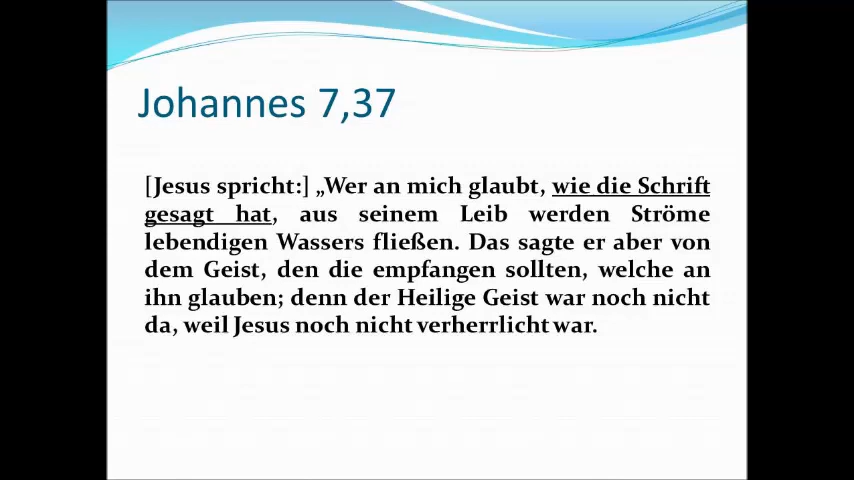 Johannes 7,37
[Jesus spricht:] „Wer an mich glaubt, wie die Schrift
gesagt hat, aus seinem Leib werden Ströme
lebendigen Wassers fließen. Das sagte er aber von
dem Geist, den die empfangen sollten, welche an
ihn glauben; denn der Heilige Geist war noch nicht
da, weil Jesus noch nicht verherrlicht war.